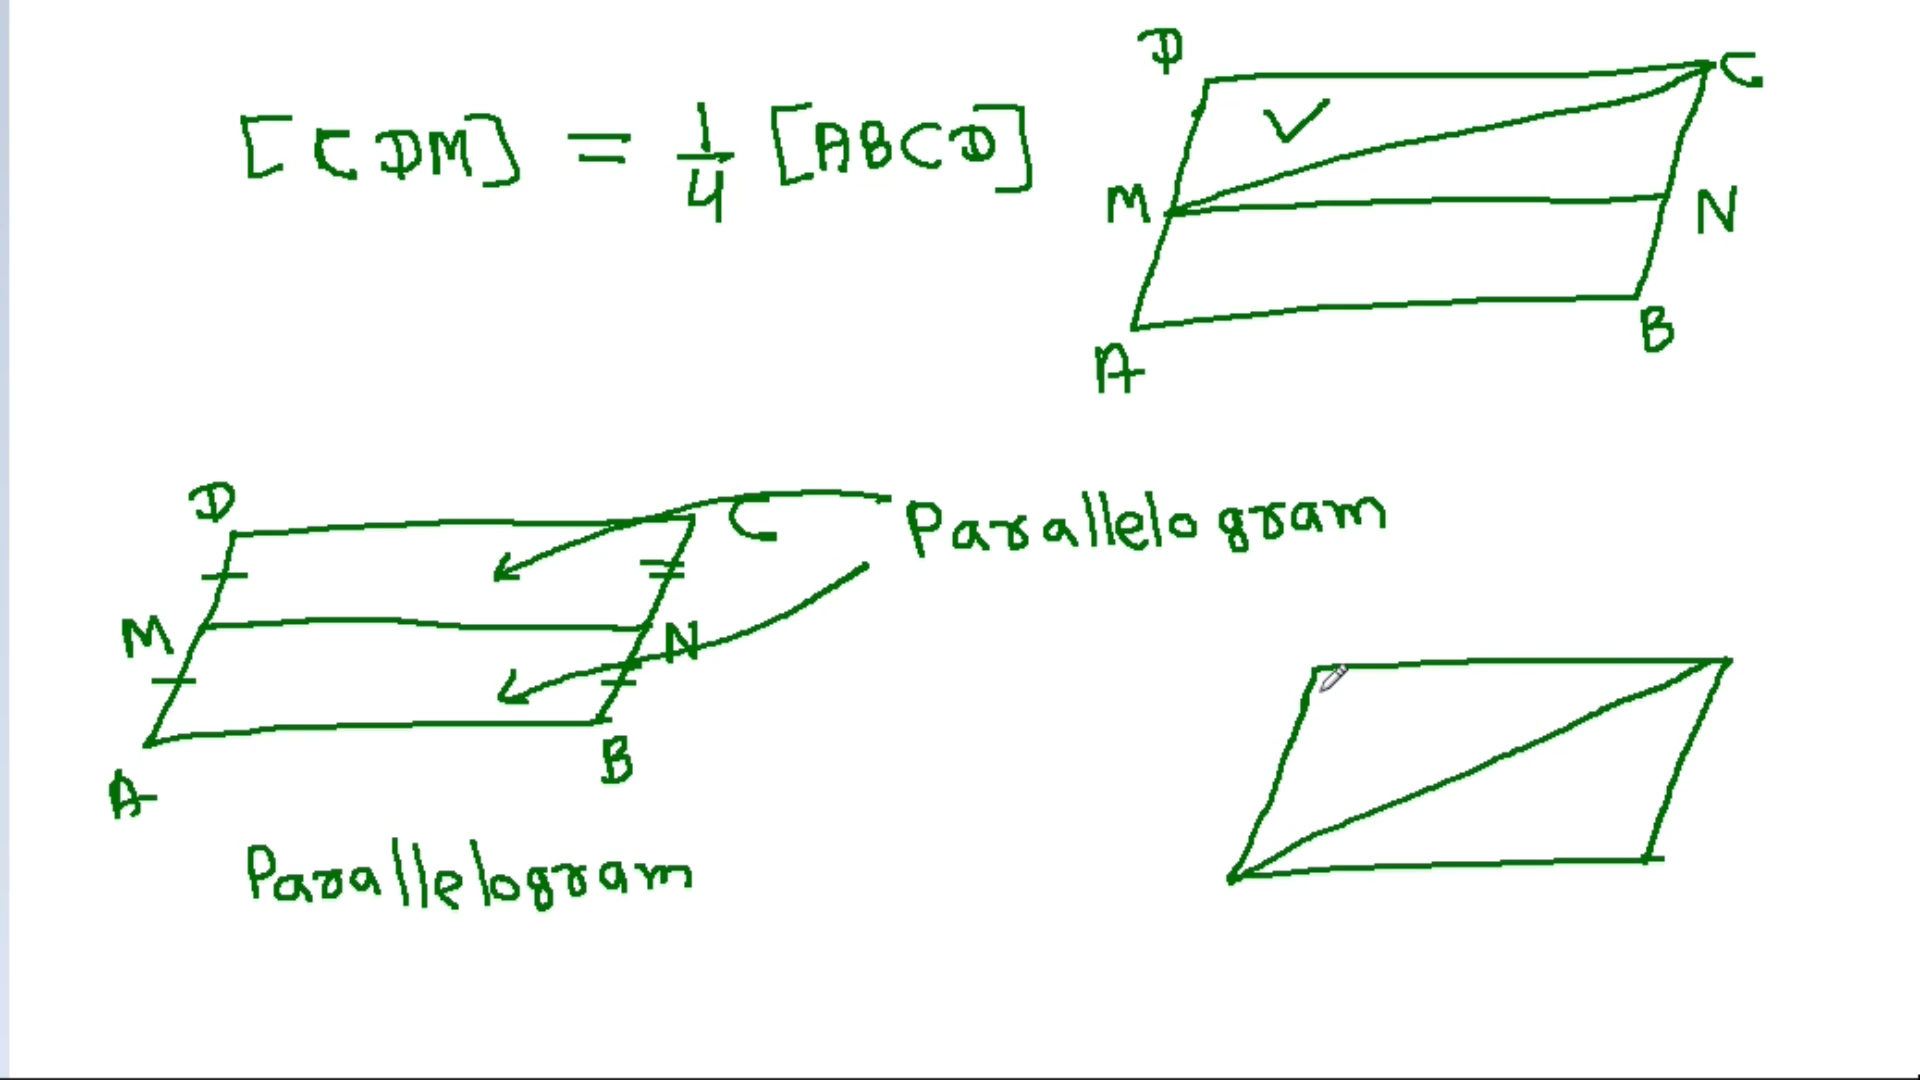 [CDM] = 1/4 [ABCD]
D
C
M
N
A
B
D
C
Parallelogram
M
N
A
B
Parallelogram